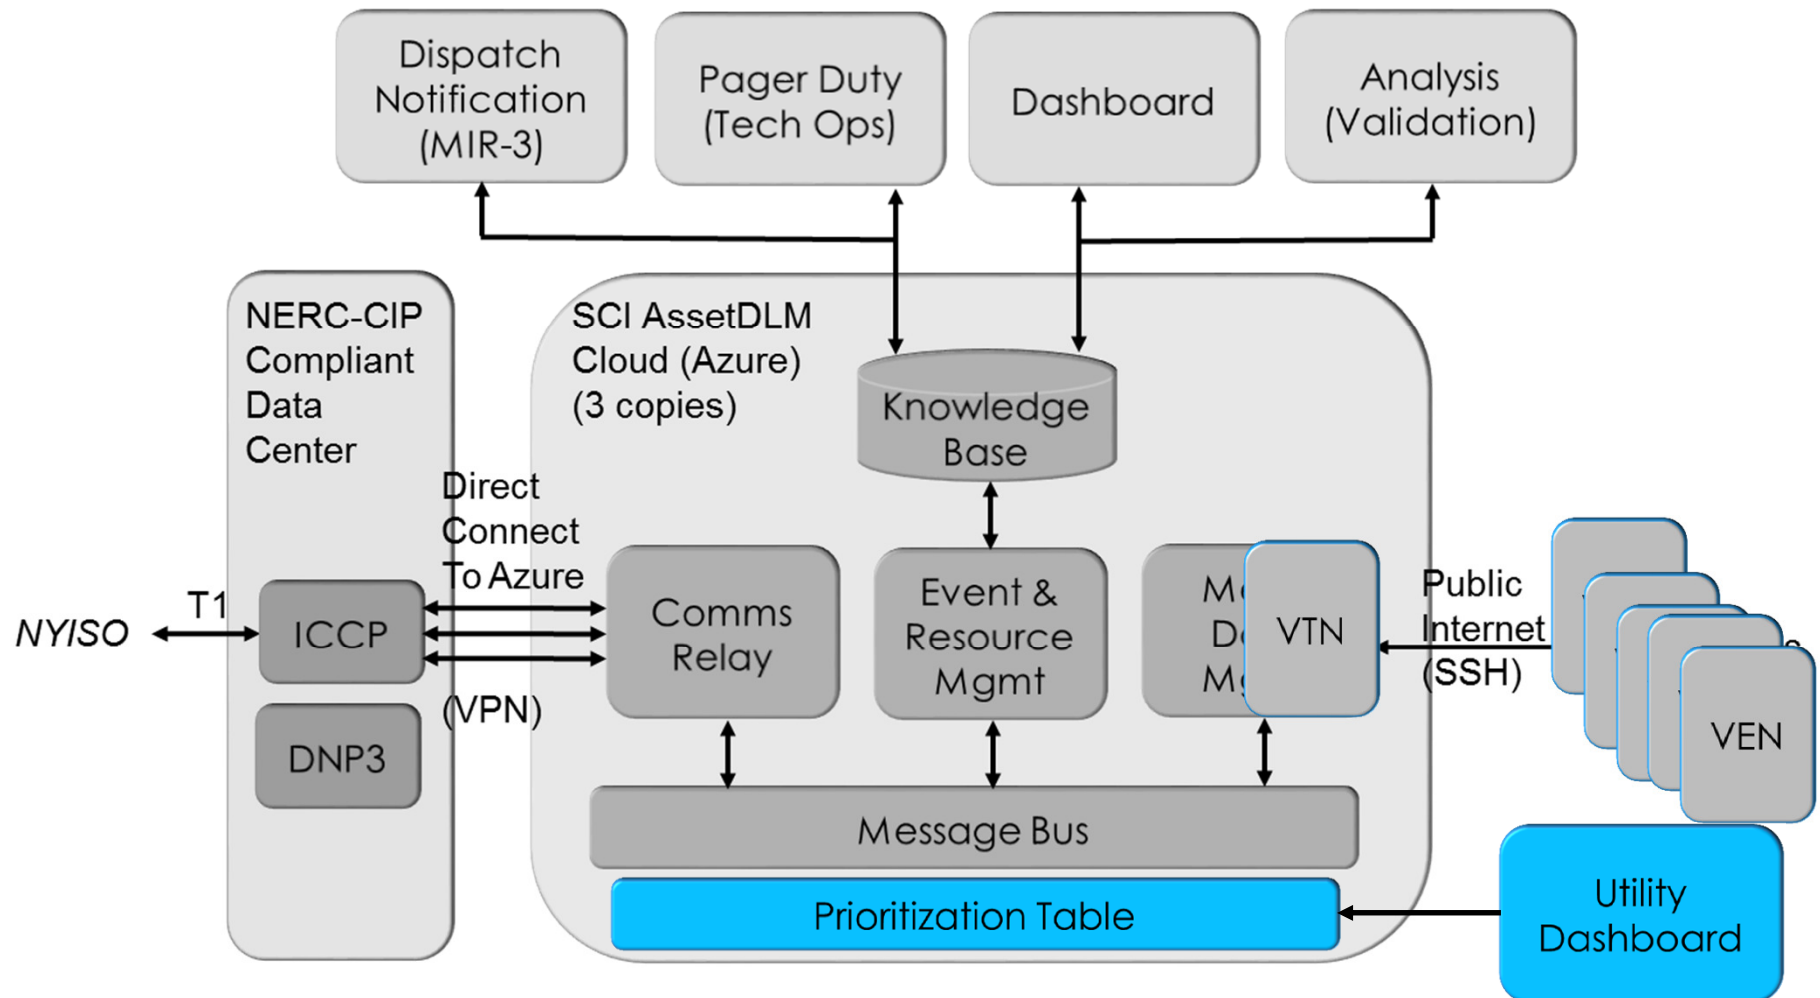 Dispatch
Notification
(MIR-3)
Pager Duty
(Tech Ops)
Dashboard
Analysis
(Validation)
NERC-CIP
Compliant
Data
Center
SCI AssetDLM
Cloud (Azure)
(3 copies)
Knowledge
Base
Direct
Connect
To Azure
(VPN)
NYISO
T1
ICCP
DNP3
Comms
Relay
Event &
Resource
Mgmt
VTN
Public
Internet
(SSH)
VEN
Message Bus
Prioritization Table
Utility
Dashboard